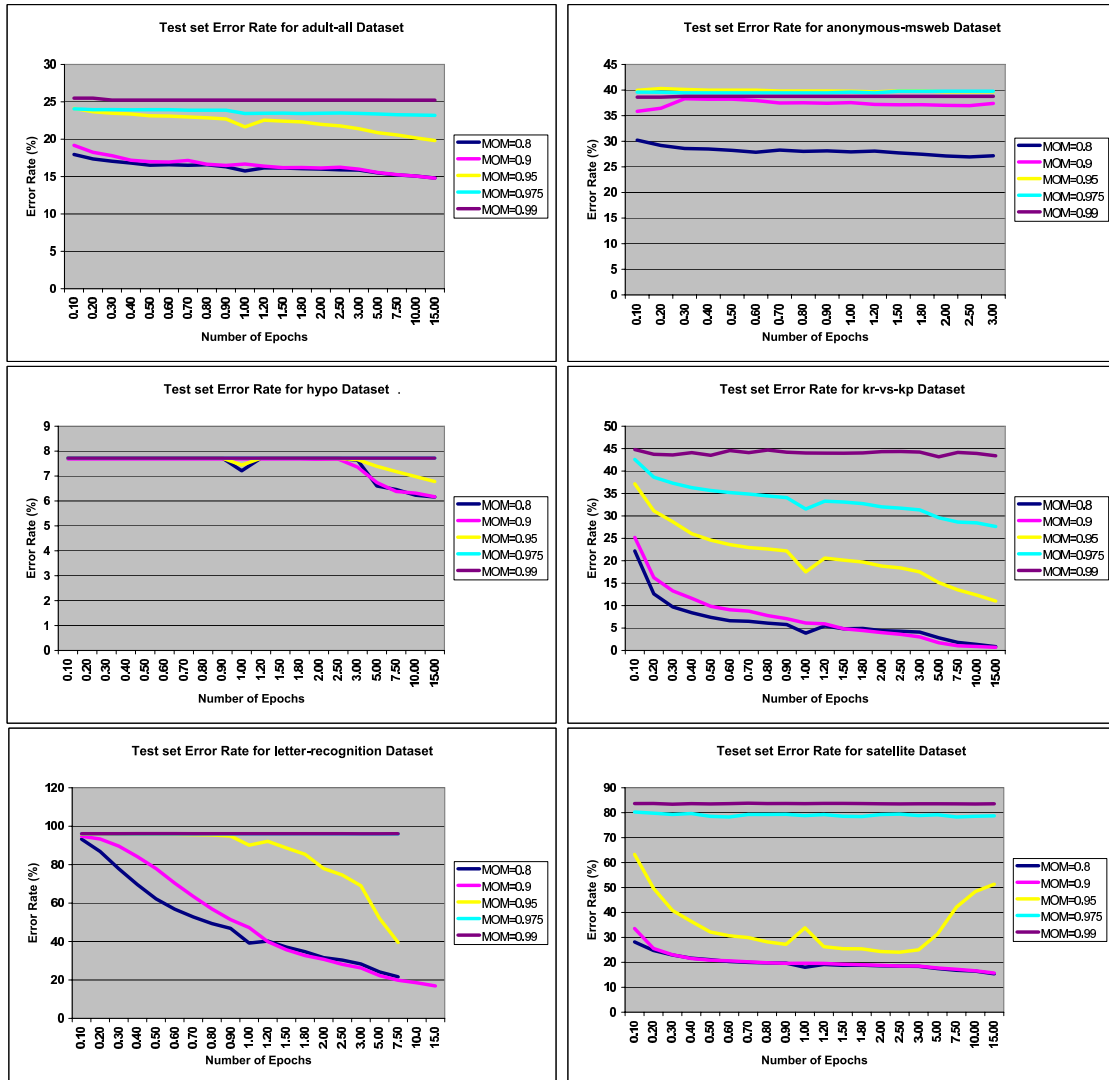 Test set Error Rate for adult-all Dataset
Error Rate (%)
30
25
20
15
10
5
0
0.10 0.20 0.30 0.40 0.50 0.60 0.70 0.80 0.90 1.00 1.20 1.50 1.80 2.00 2.50 3.00 5.00 7.50 10.00 15.00
Number of Epochs
MOM=0.8
MOM=0.9
MOM=0.95
MOM=0.975
MOM=0.99
Test set Error Rate for anonymous-msweb Dataset
Error Rate (%)
45
40
35
30
25
20
15
10
5
0
0.10 0.20 0.30 0.40 0.50 0.60 0.70 0.80 0.90 1.00 1.20 1.50 1.80 2.00 2.50 3.00
Number of Epochs
MOM=0.8
MOM=0.9
MOM=0.95
MOM=0.975
MOM=0.99
Test set Error Rate for hypo Dataset .
Error Rate (%)
9
8
7
6
5
4
3
2
1
0
0.10 0.20 0.30 0.40 0.50 0.60 0.70 0.80 0.90 1.00 1.20 1.50 1.80 2.00 2.50 3.00 5.00 7.50 10.00 15.00
Number of Epochs
MOM=0.8
MOM=0.9
MOM=0.95
MOM=0.975
MOM=0.99
Test set Error Rate for kr-vs-kp Dataset
Error Rate (%)
50
45
40
35
30
25
20
15
10
5
0
0.10 0.20 0.30 0.40 0.50 0.60 0.70 0.80 0.90 1.00 1.20 1.50 1.80 2.00 2.50 3.00 5.00 7.50 10.00 15.00
Number of Epochs
MOM=0.8
MOM=0.9
MOM=0.95
MOM=0.975
MOM=0.99
Test set Error Rate for letter-recognition Dataset
Error Rate (%)
120
100
80
60
40
20
0
0.10 0.20 0.30 0.40 0.50 0.60 0.70 0.80 0.90 1.00 1.20 1.50 1.80 2.00 2.50 3.00 5.00 7.50 10.00 15.00
Number of Epochs
MOM=0.8
MOM=0.9
MOM=0.95
MOM=0.975
MOM=0.99
Teset set Error Rate for satellite Dataset
Error Rate (%)
90
80
70
60
50
40
30
20
10
0
0.10 0.20 0.30 0.40 0.50 0.60 0.70 0.80 0.90 1.00 1.20 1.50 1.80 2.00 2.50 3.00 5.00 7.50 10.00 15.00
Number of Epochs
MOM=0.8
MOM=0.9
MOM=0.95
MOM=0.975
MOM=0.99